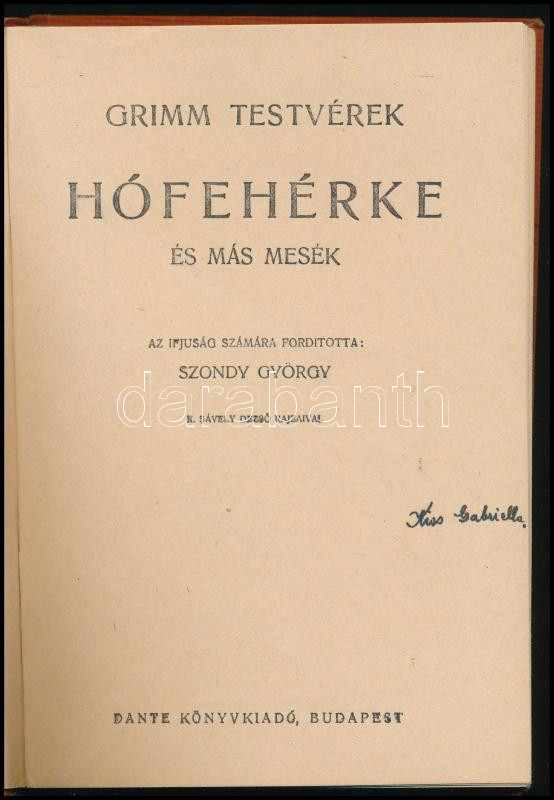 GRIMM TESTVÉREK
HÓFEHÉRKE
ÉS MÁS MESÉK
AZ IFJUSÁG SZÁMÁRA FORDITOTTA:
SZONDY GYÖRGY
darabanth
K. SÁVELY DEZSŐ RAJZAIVAL
Kiss Gabriella.
DANTE KÖNYVKIADÓ, BUDAPEST